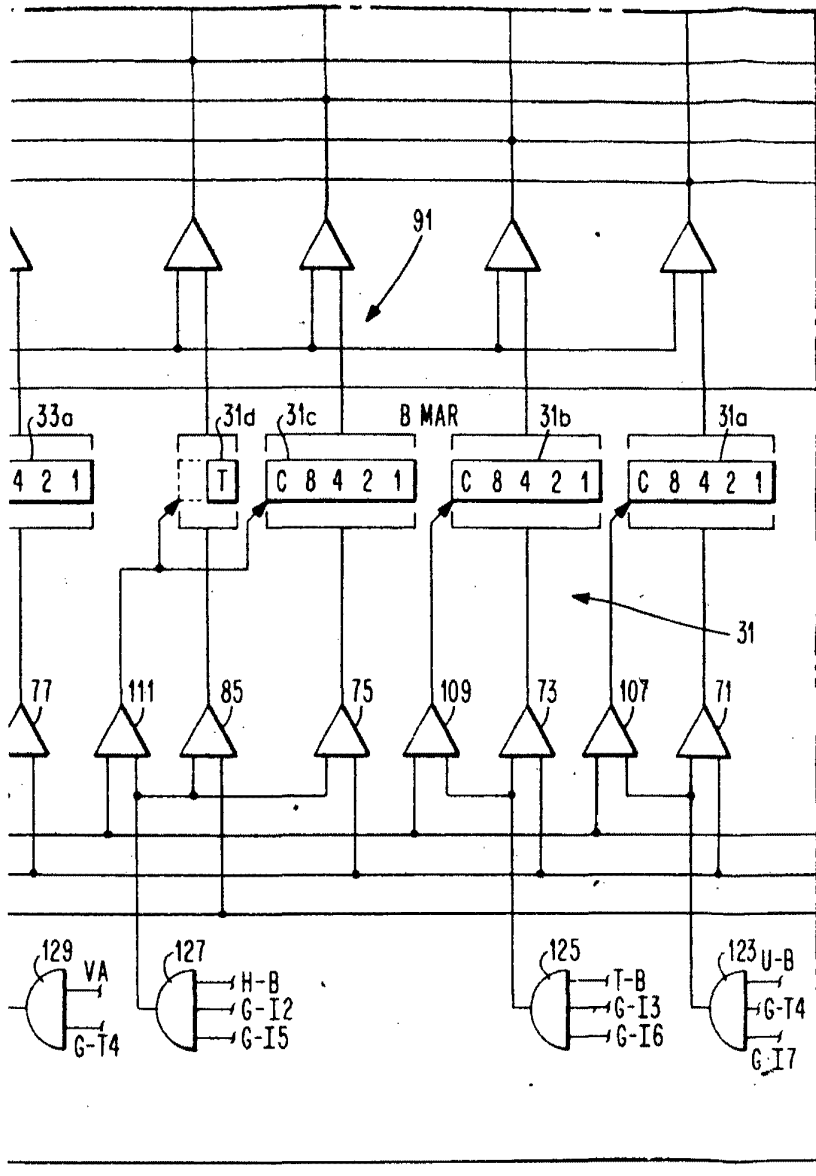 91
33a
31d
31c
B MAR
31b
31a
4 2 1
T
C 8 4 2 1
C 8 4 2 1
C 8 4 2 1
31
77
111
85
75
109
73
107
71
129
VA
G-T4
127
H-B
G-I2
G-I5
125
T-B
G-I3
G-I6
123
U-B
G-T4
G I7